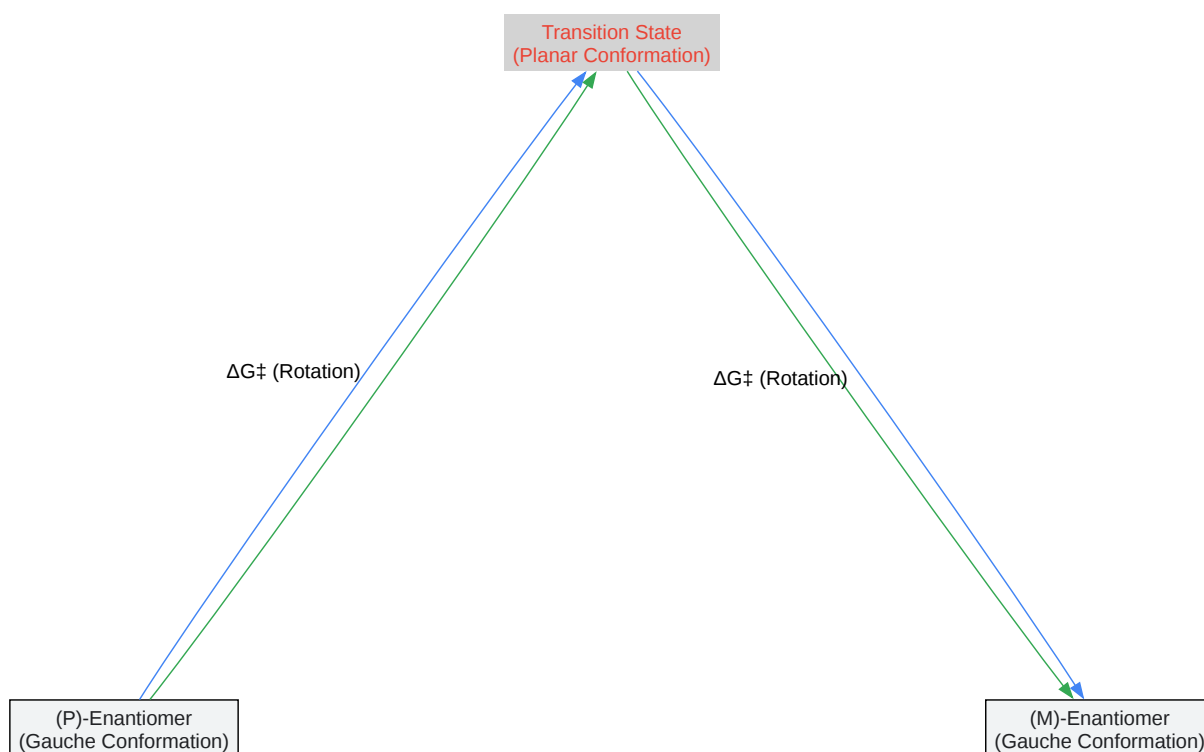 Transition State
(Planar Conformation)
ΔG‡ (Rotation)
ΔG‡ (Rotation)
(P)-Enantiomer
(Gauche Conformation)
(M)-Enantiomer
(Gauche Conformation)